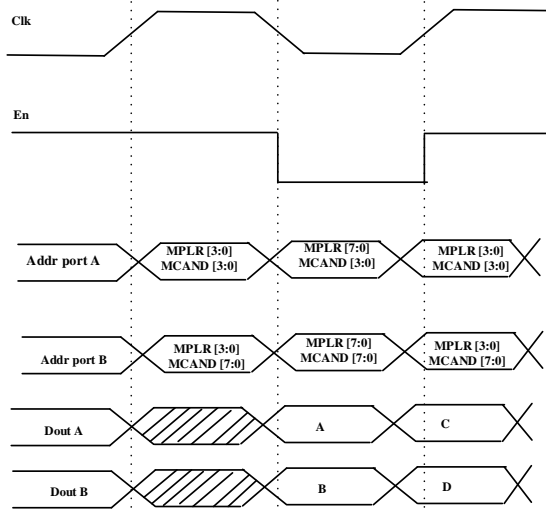 Clk
En
Addr port A
MPLR [3:0]
MCAND [3:0]
MPLR [7:0]
MCAND [3:0]
MPLR [3:0]
MCAND [3:0]
Addr port B
MPLR [3:0]
MCAND [7:0]
MPLR [7:0]
MCAND [7:0]
MPLR [3:0]
MCAND [7:0]
Dout A
A
C
Dout B
B
D